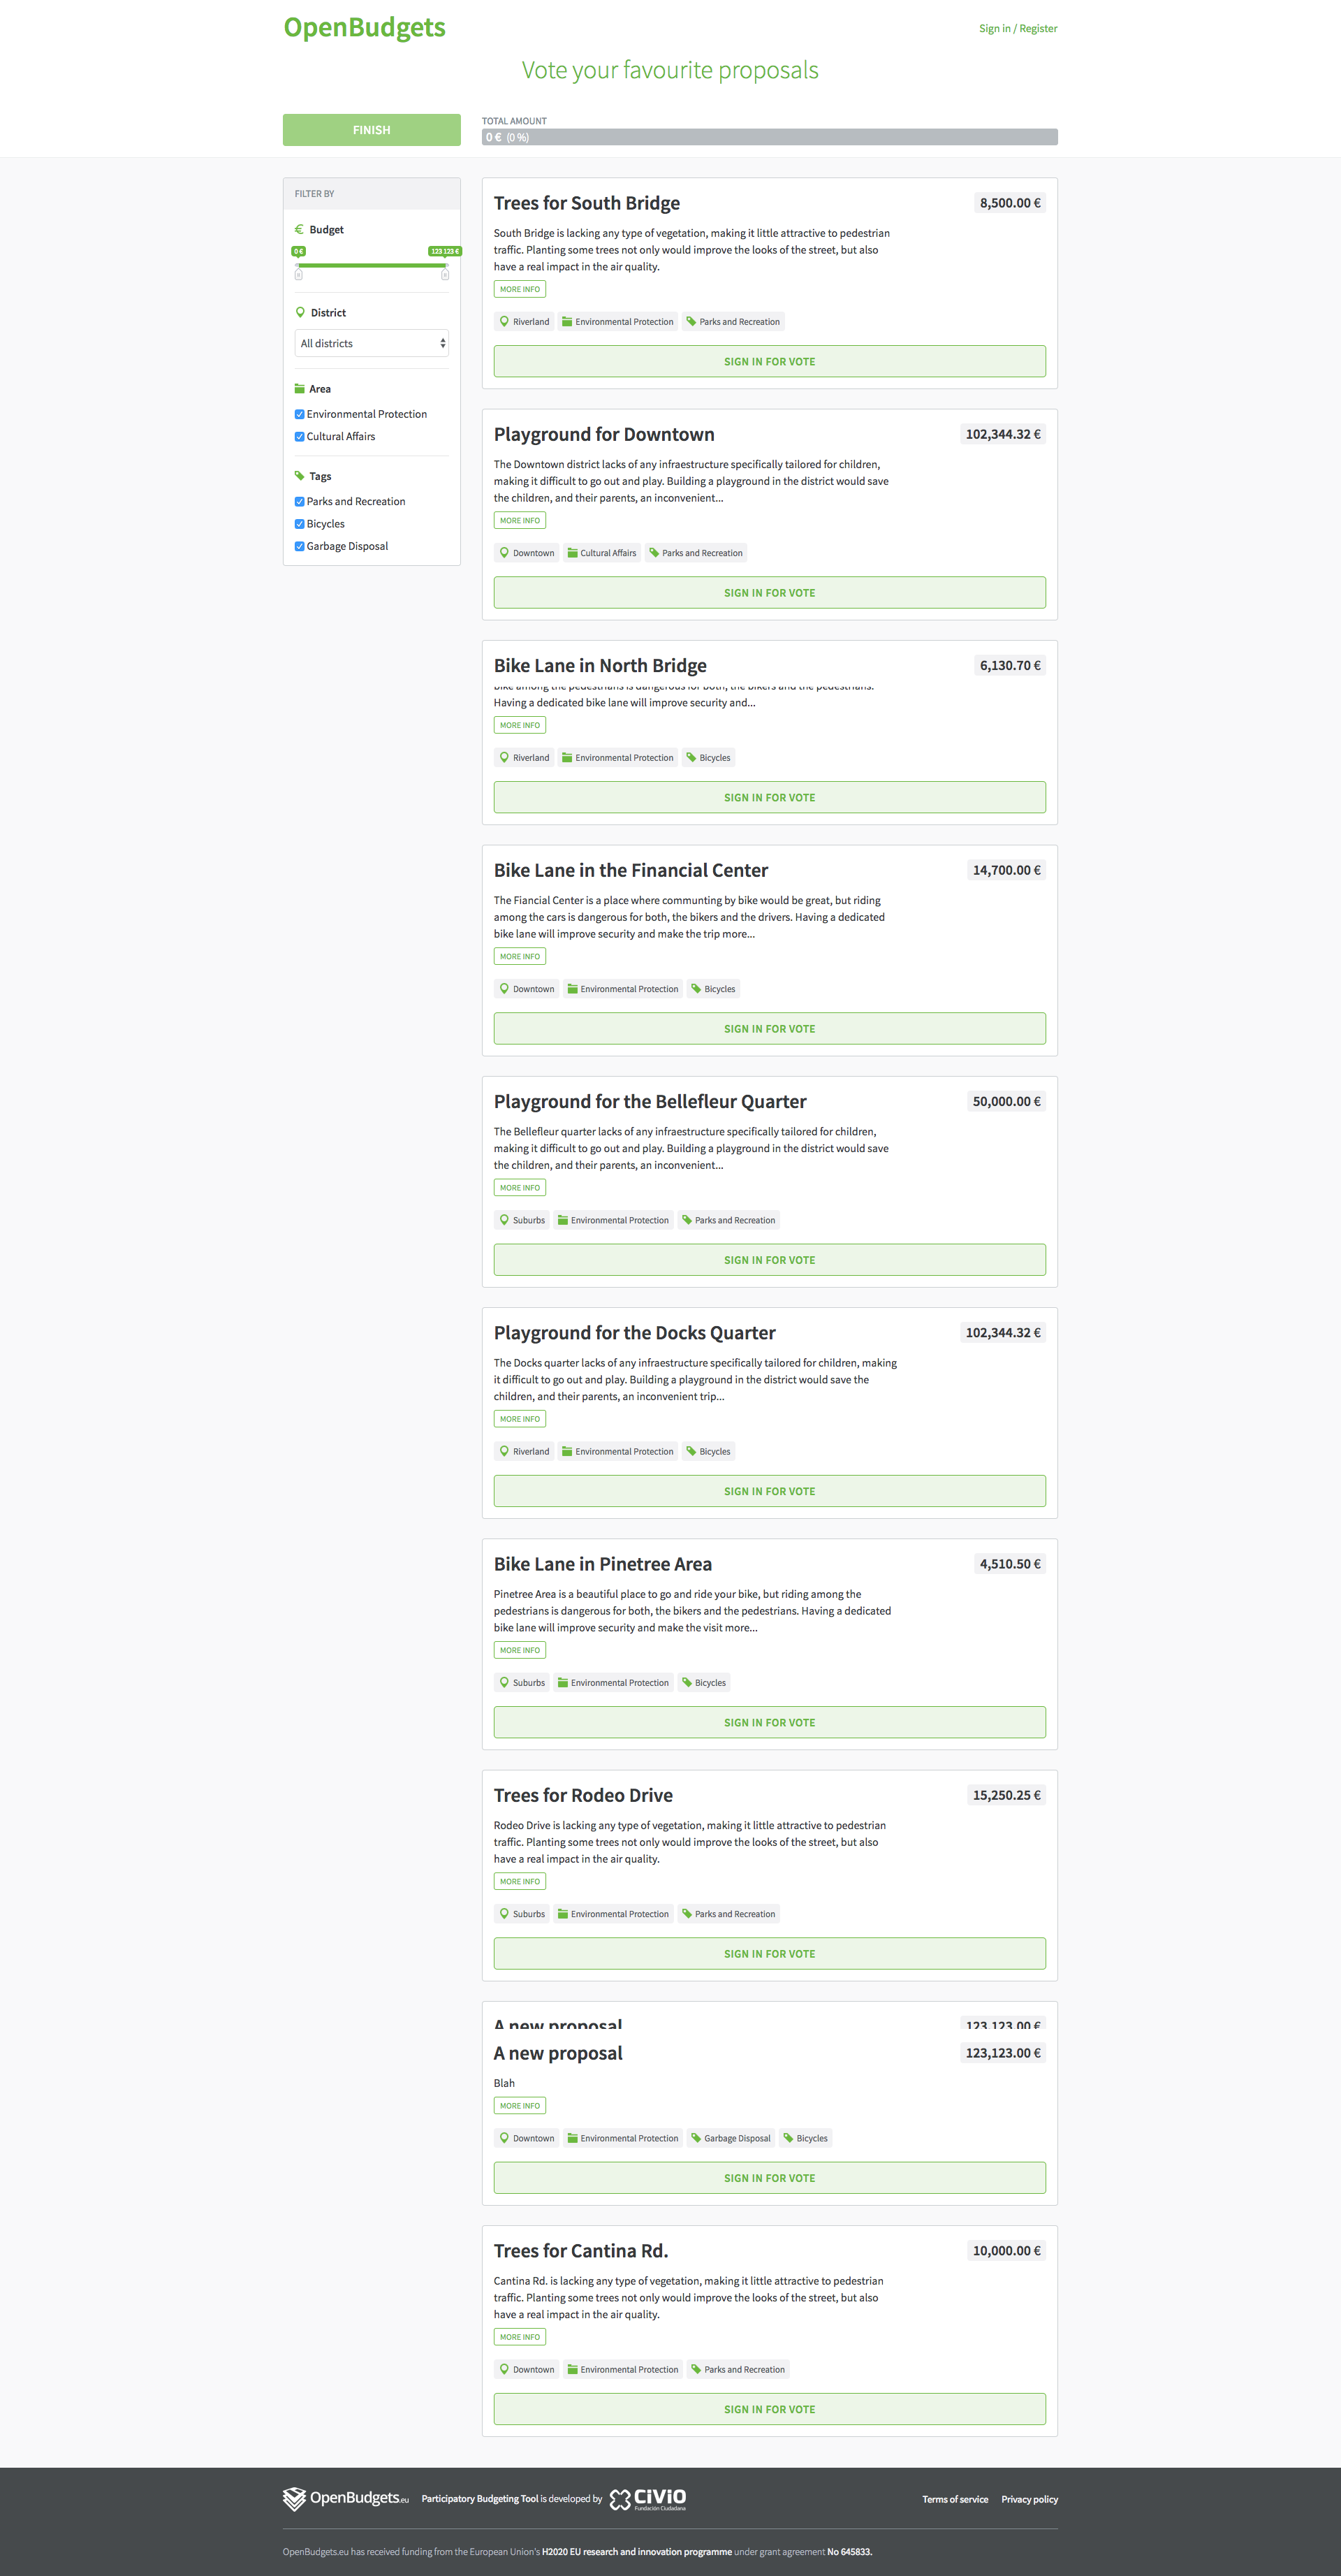 OpenBudgets
Sign in / Register
Vote your favourite proposals
FINISH
TOTAL AMOUNT
0 € (0 %)
FILTER BY
Budget
0 €
123 123 €
District
All districts
Area
Environmental Protection
Cultural Affairs
Tags
Parks and Recreation
Bicycles
Garbage Disposal
Trees for South Bridge
8,500.00 €
South Bridge is lacking any type of vegetation, making it little attractive to pedestrian
traffic. Planting some trees not only would improve the looks of the street, but also
have a real impact in the air quality.
MORE INFO
Riverland Environmental Protection Parks and Recreation
SIGN IN FOR VOTE
Playground for Downtown
102,344.32 €
The Downtown district lacks of any infraestructure specifically tailored for children,
making it difficult to go out and play. Building a playground in the district would save
the children, and their parents, an inconvenient...
MORE INFO
Downtown Cultural Affairs Parks and Recreation
SIGN IN FOR VOTE
Bike Lane in North Bridge
6,130.70 €
bike among the pedestrians is dangerous for both, the bikers and the pedestrians.
Having a dedicated bike lane will improve security and...
MORE INFO
Riverland Environmental Protection Bicycles
SIGN IN FOR VOTE
Bike Lane in the Financial Center
14,700.00 €
The Fiancial Center is a place where communting by bike would be great, but riding
among the cars is dangerous for both, the bikers and the drivers. Having a dedicated
bike lane will improve security and make the trip more...
MORE INFO
Downtown Environmental Protection Bicycles
SIGN IN FOR VOTE
Playground for the Bellefleur Quarter
50,000.00 €
The Bellefleur quarter lacks of any infraestructure specifically tailored for children,
making it difficult to go out and play. Building a playground in the district would save
the children, and their parents, an inconvenient...
MORE INFO
Suburbs Environmental Protection Parks and Recreation
SIGN IN FOR VOTE
Playground for the Docks Quarter
102,344.32 €
The Docks quarter lacks of any infraestructure specifically tailored for children, making
it difficult to go out and play. Building a playground in the district would save the
children, and their parents, an inconvenient trip...
MORE INFO
Riverland Environmental Protection Bicycles
SIGN IN FOR VOTE
Bike Lane in Pinetree Area
4,510.50 €
Pinetree Area is a beautiful place to go and ride your bike, but riding among the
pedestrians is dangerous for both, the bikers and the pedestrians. Having a dedicated
bike lane will improve security and make the visit more...
MORE INFO
Suburbs Environmental Protection Bicycles
SIGN IN FOR VOTE
Trees for Rodeo Drive
15,250.25 €
Rodeo Drive is lacking any type of vegetation, making it little attractive to pedestrian
traffic. Planting some trees not only would improve the looks of the street, but also
have a real impact in the air quality.
MORE INFO
Suburbs Environmental Protection Parks and Recreation
SIGN IN FOR VOTE
A new proposal
123,123.00 €
A new proposal
123,123.00 €
Blah
MORE INFO
Downtown Environmental Protection Garbage Disposal Bicycles
SIGN IN FOR VOTE
Trees for Cantina Rd.
10,000.00 €
Cantina Rd. is lacking any type of vegetation, making it little attractive to pedestrian
traffic. Planting some trees not only would improve the looks of the street, but also
have a real impact in the air quality.
MORE INFO
Downtown Environmental Protection Parks and Recreation
SIGN IN FOR VOTE
OpenBudgets.eu
Participatory Budgeting Tool is developed by
CIVIO
Fundación Ciudadana
Terms of service Privacy policy
OpenBudgets.eu has received funding from the European Union's H2020 EU research and innovation programme under grant agreement No 645833.